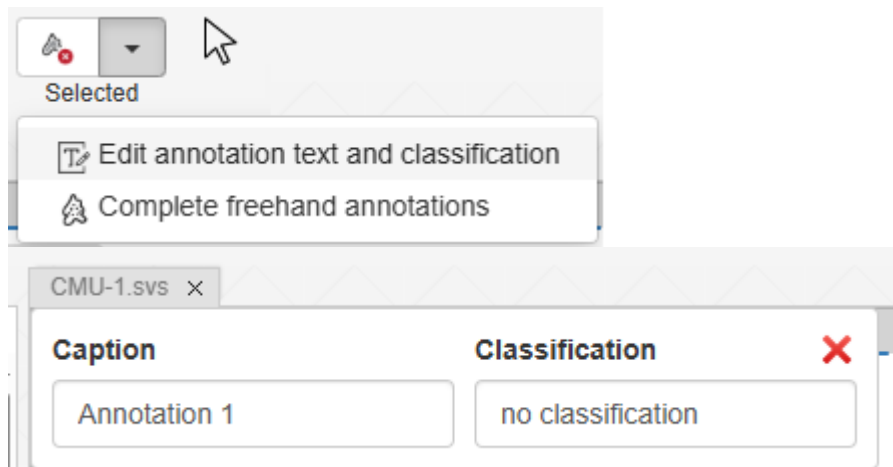 Selected
Edit annotation text and classification
Complete freehand annotations
CMU-1.svs
Caption Classification
Annotation 1 no classification